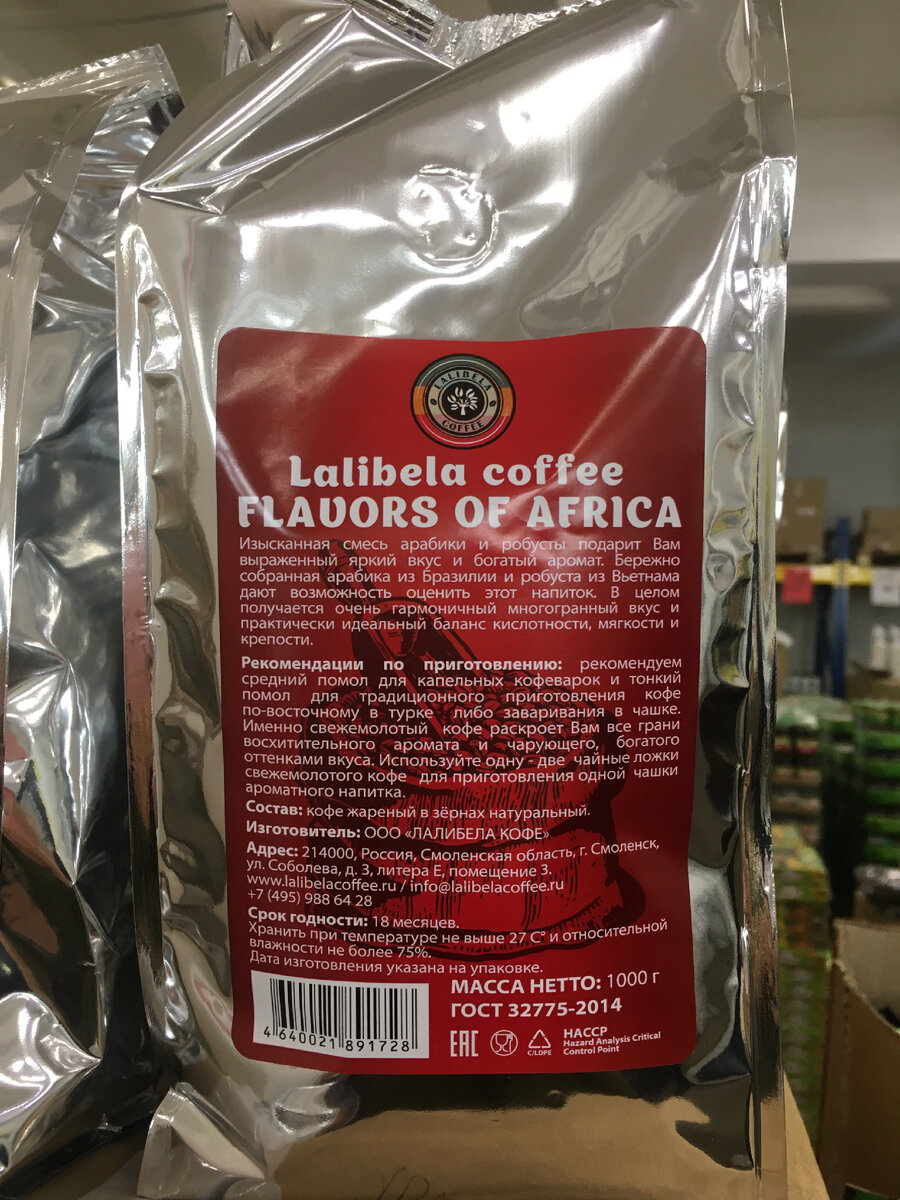 LALIBELA
COFFEE
Lalibela coffee
FLAVORS OF AFRICA
Изысканная смесь арабики и робусты подарит Вам
выраженный яркий вкус и богатый аромат. Бережно
собранная арабика из Бразилии и робуста из Вьетнама
дают возможность оценить этот напиток. В целом
получается очень гармоничный многогранный вкус и
практически идеальный баланс кислотности, мягкости и
крепости.
Рекомендации по приготовлению: рекомендуем
средний помол для капельных кофеварок и тонкий
помол для традиционного приготовления кофе
по-восточному в турке либо заваривания в чашке.
Именно свежемолотый кофе раскроет Вам все грани
восхитительного аромата и чарующего, богатого
оттенками вкуса. Используйте одну - две чайные ложки
свежемолотого кофе для приготовления одной чашки
ароматного напитка.
Состав: кофе жареный в зёрнах натуральный.
Изготовитель: ООО «ЛАЛИБЕЛА КОФЕ»
Адрес: 214000, Россия, Смоленская область, г. Смоленск,
ул. Соболева, д. 3, литера Е, помещение 3.
www.lalibelacoffee.ru / info@lalibelacoffee.ru
+7 (495) 988 64 28
Срок годности: 18 месяцев.
Хранить при температуре не выше 27 С° и относительной
влажности не более 75%.
Дата изготовления указана на упаковке.
МАССА НЕТТО: 1000 г
ГОСТ 32775-2014
4 640021 891728
EAC
C/LDPE
HACCP
Hazard Analysis Critical
Control Point